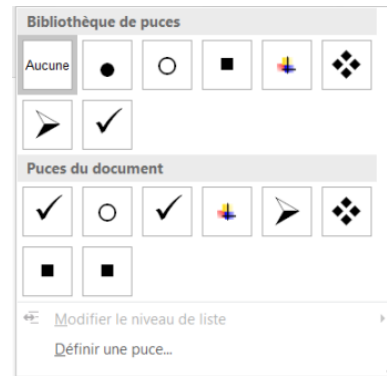 Bibliothèque de puces
Aucune
Puces du document
Modifier le niveau de liste
Définir une puce...